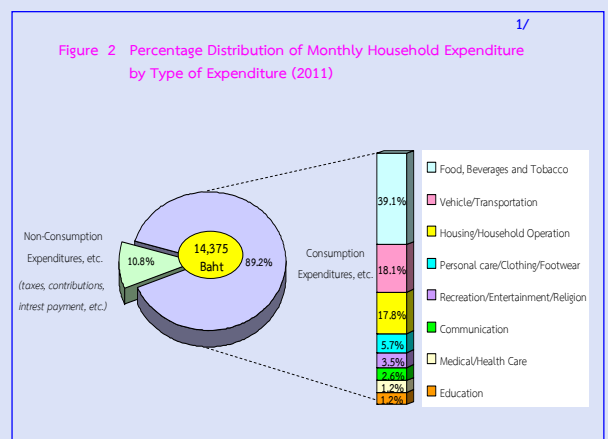 1/
Figure 2 Percentage Distribution of Monthly Household Expenditure
by Type of Expenditure (2011)
Non-Consumption
Expenditures, etc.
(taxes, contributions,
intrest payment, etc.)
10.8%
14,375
Baht
89.2%
Consumption
Expenditures, etc.
39.1%
18.1%
17.8%
5.7%
3.5%
2.6%
1.2%
1.2%
Food, Beverages and Tobacco
Vehicle/Transportation
Housing/Household Operation
Personal care/Clothing/Footwear
Recreation/Entertainment/Religion
Communication
Medical/Health Care
Education